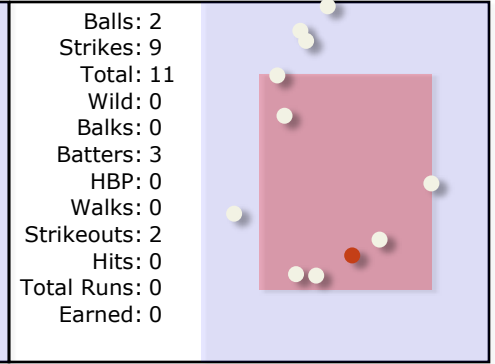 Balls: 2
Strikes: 9
Total: 11
Wild: 0
Balks: 0
Batters: 3
HBP: 0
Walks: 0
Strikeouts: 2
Hits: 0
Total Runs: 0
Earned: 0